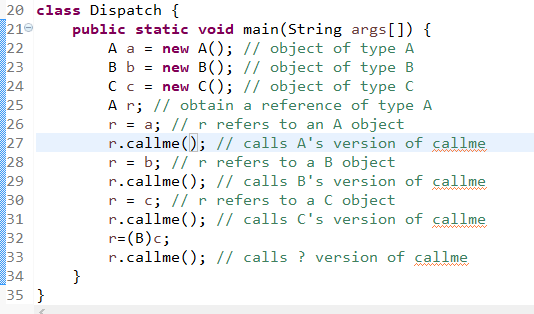 20 class Dispatch {
21 public static void main(String args[]) {
22 A a = new A(); // object of type A
23 B b = new B(); // object of type B
24 C c = new C(); // object of type C
25 A r; // obtain a reference of type A
26 r = a; // r refers to an A object
27 r.callme(); // calls A's version of callme
28 r = b; // r refers to a B object
29 r.callme(); // calls B's version of callme
30 r = c; // r refers to a C object
31 r.callme(); // calls C's version of callme
32 r=(B)c;
33 r.callme(); // calls ? version of callme
34 }
35 }